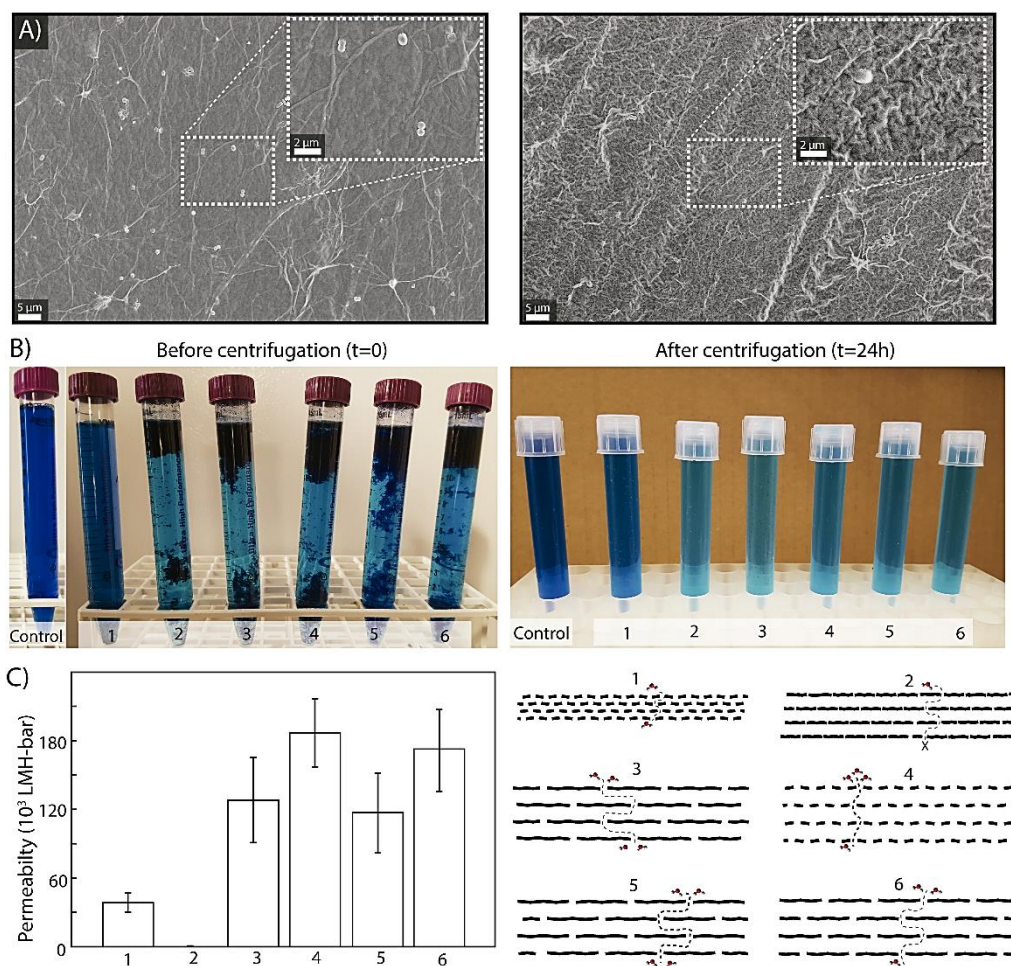 A)
2 µm
5 µm
2 µm
5 µm
B)
Before centrifugation (t=0)
After centrifugation (t=24h)
Control 1 2 3 4 5 6
Control 1 2 3 4 5 6
C)
Permeabilty (10³ LMH-bar)
180
120
60
0
1 2 3 4 5 6
1
2
x
3
4
5
6